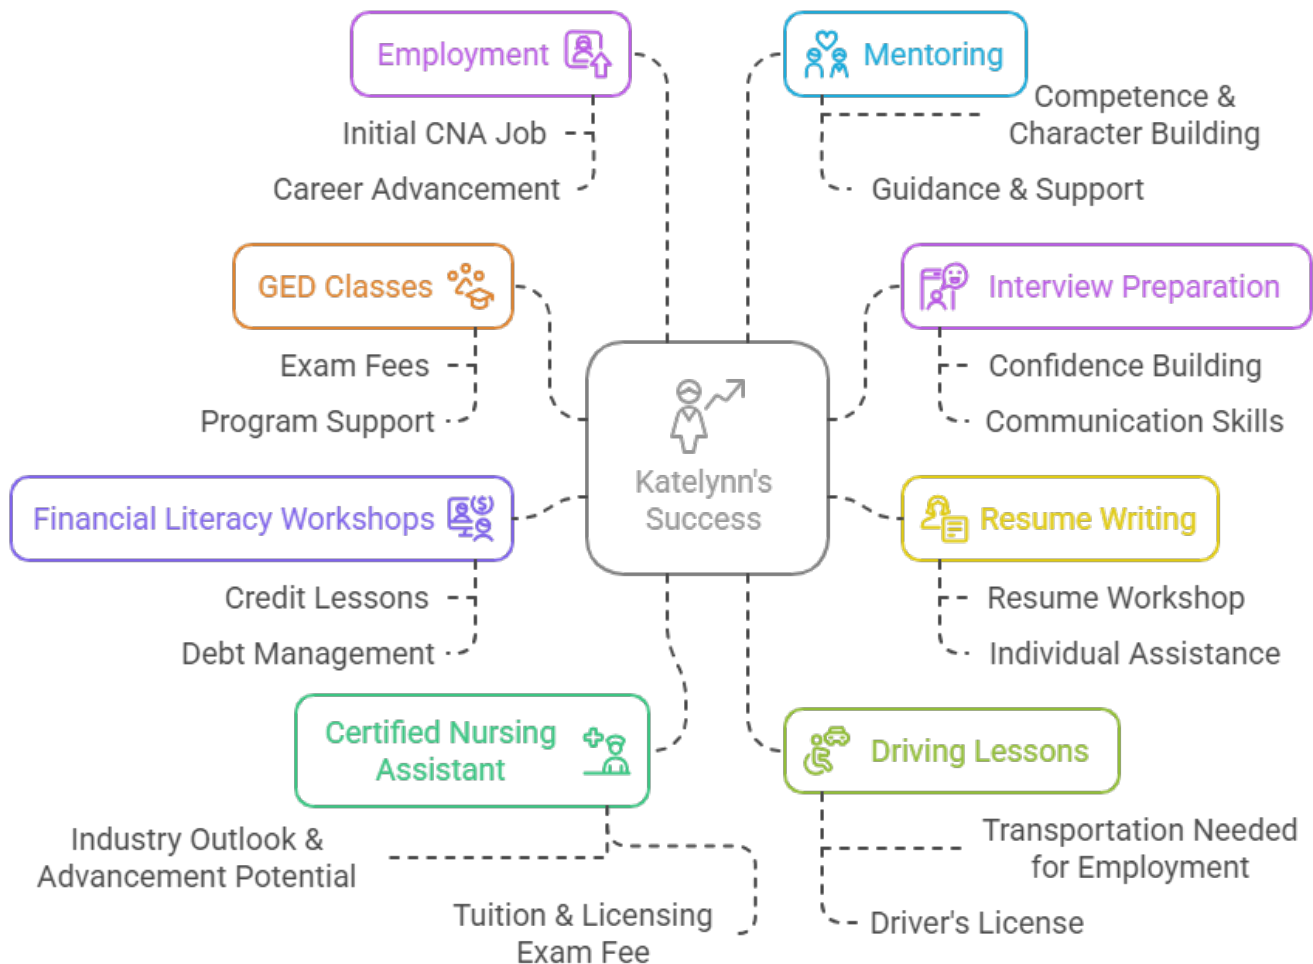 Employment
Initial CNA Job
Career Advancement
Mentoring
Competence &
Character Building
Guidance & Support
GED Classes
Exam Fees
Program Support
Interview Preparation
Confidence Building
Communication Skills
Katelynn's
Success
Financial Literacy Workshops
Credit Lessons
Debt Management
Resume Writing
Resume Workshop
Individual Assistance
Certified Nursing
Assistant
Industry Outlook &
Advancement Potential
Tuition & Licensing
Exam Fee
Driving Lessons
Transportation Needed
for Employment
Driver's License